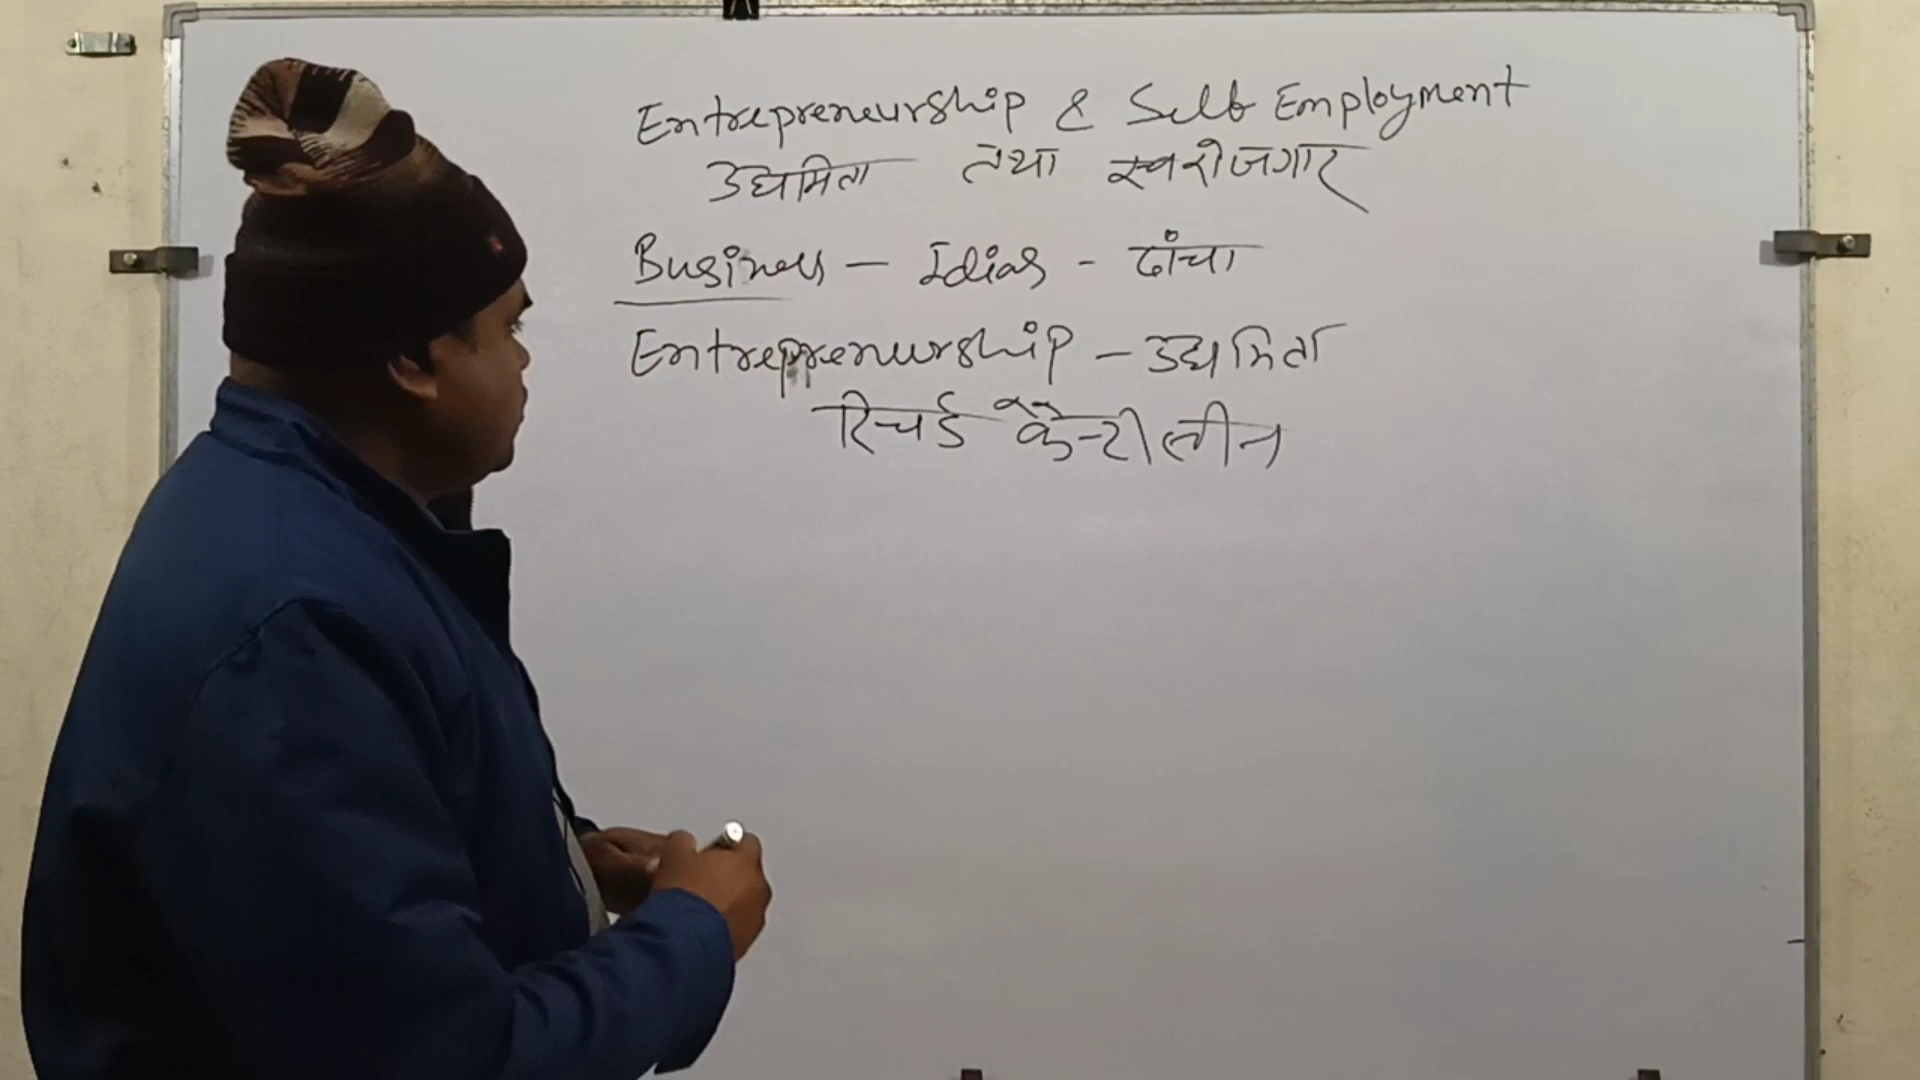 Entrepreneurship & Self Employment
उद्यमिता तथा स्वरोजगार
Business - Idias - ढांचा
Entrepreneurship - उद्यमिता
रिचर्ड कैन्टीलीन